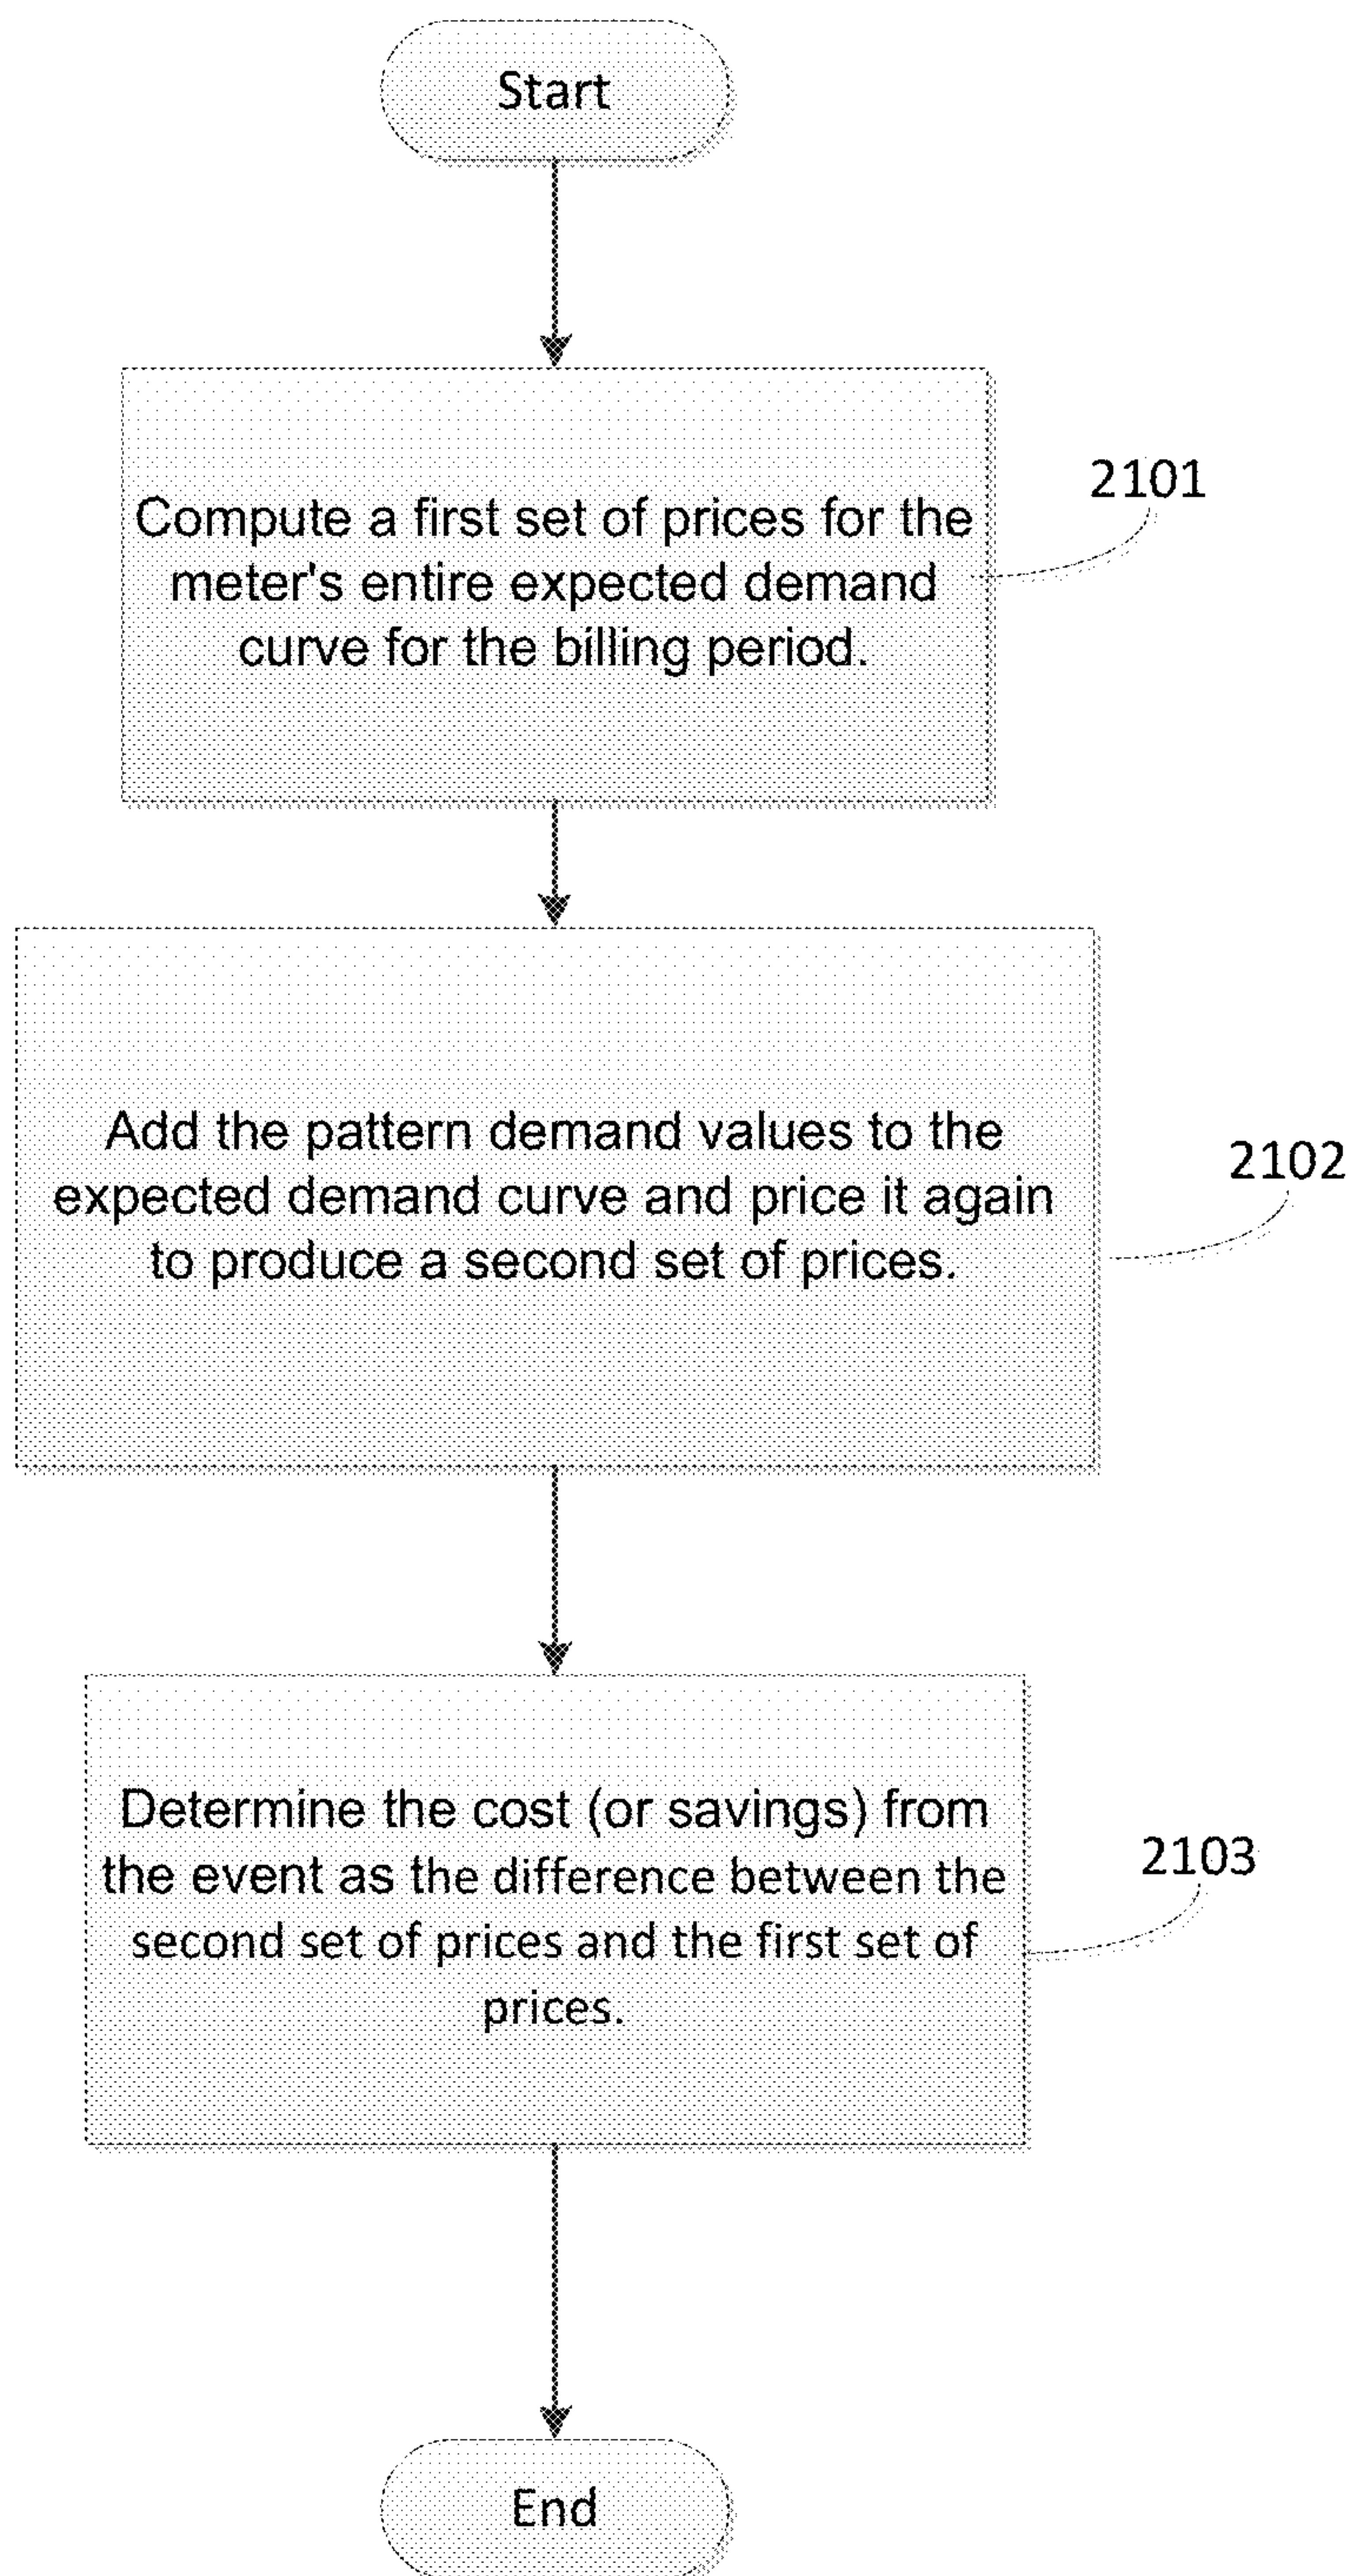 Start
Compute a first set of prices for the
meter's entire expected demand
curve for the billing period.
2101
Add the pattern demand values to the
expected demand curve and price it again
to produce a second set of prices.
2102
Determine the cost (or savings) from
the event as the difference between the
second set of prices and the first set of
prices.
2103
End